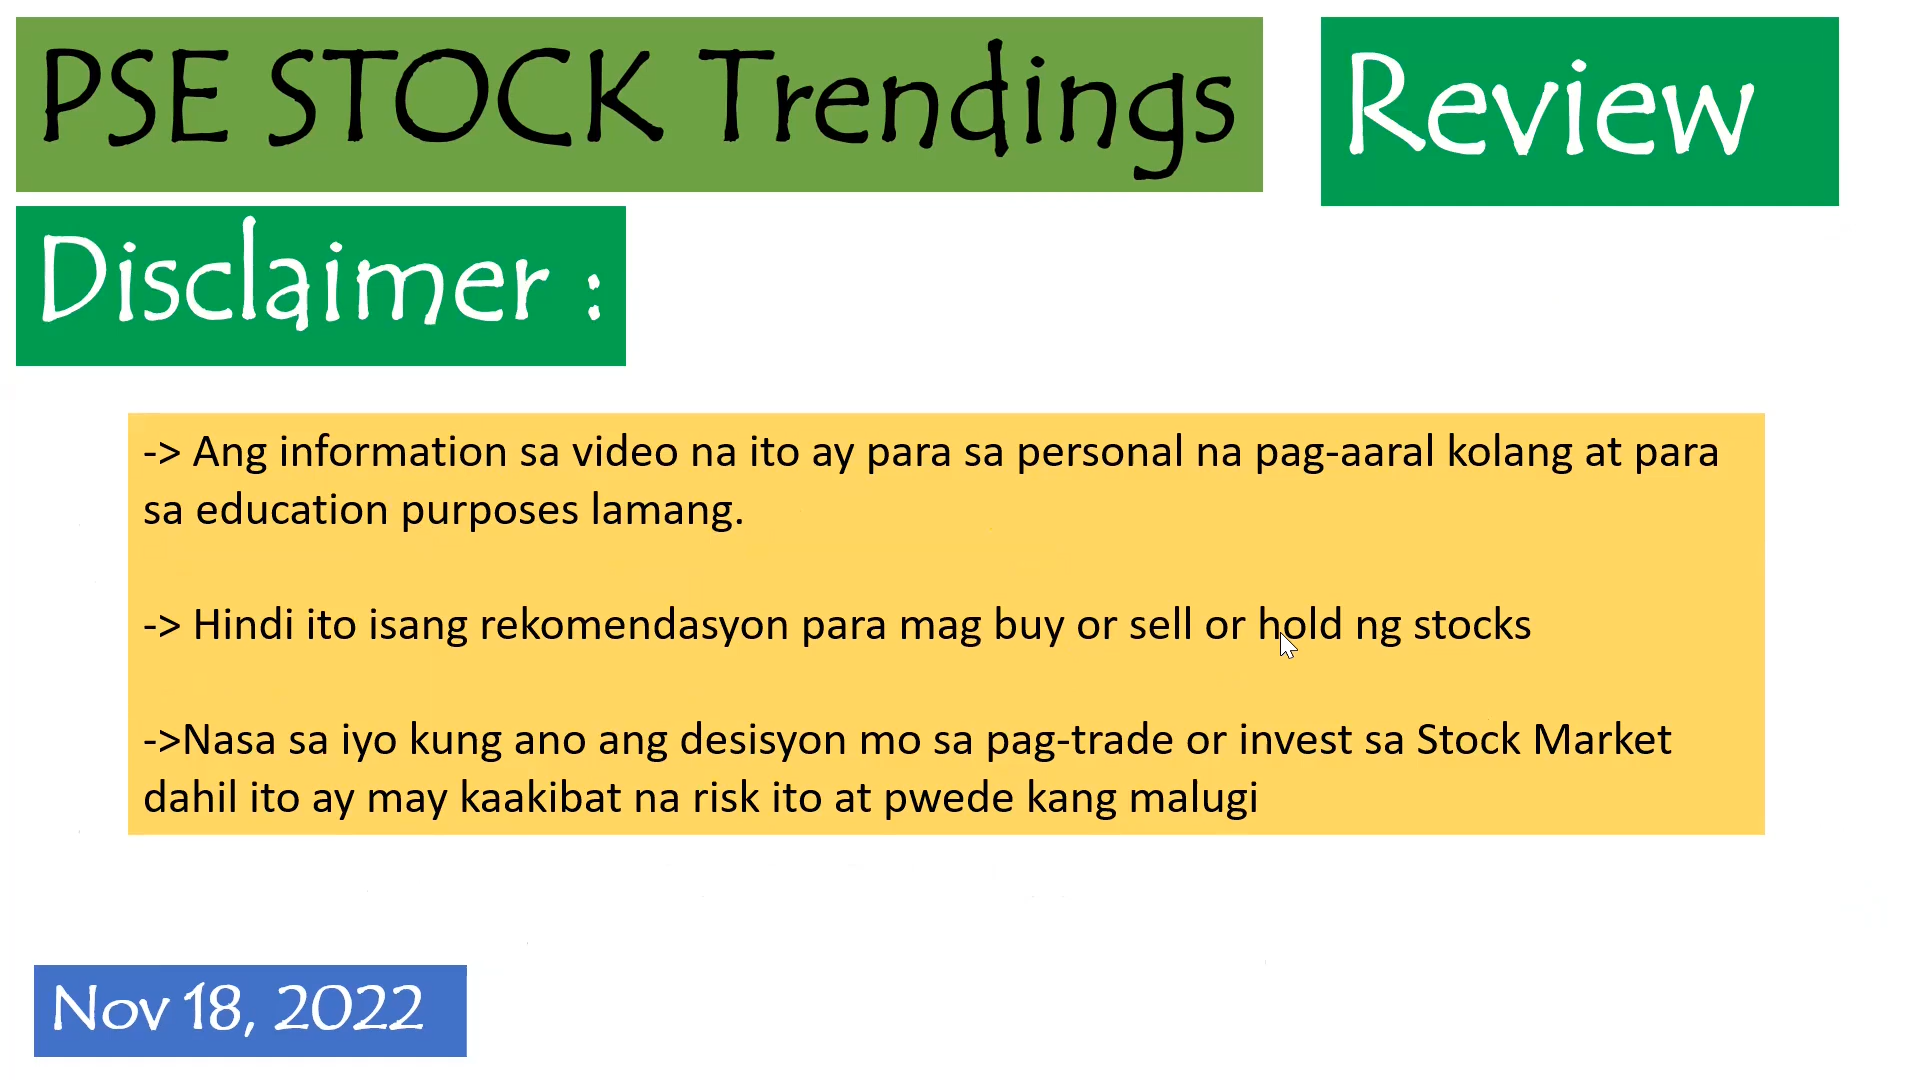 PSE STOCK Trendings
Review
Disclaimer :
-> Ang information sa video na ito ay para sa personal na pag-aaral kolang at para
sa education purposes lamang.
-> Hindi ito isang rekomendasyon para mag buy or sell or hold ng stocks
->Nasa sa iyo kung ano ang desisyon mo sa pag-trade or invest sa Stock Market
dahil ito ay may kaakibat na risk ito at pwede kang malugi
Nov 18, 2022